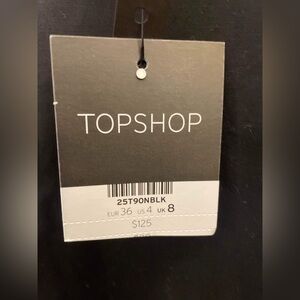 TOPSHOP
25T90NBLK
EUR 36 US 4 UK 8
$125